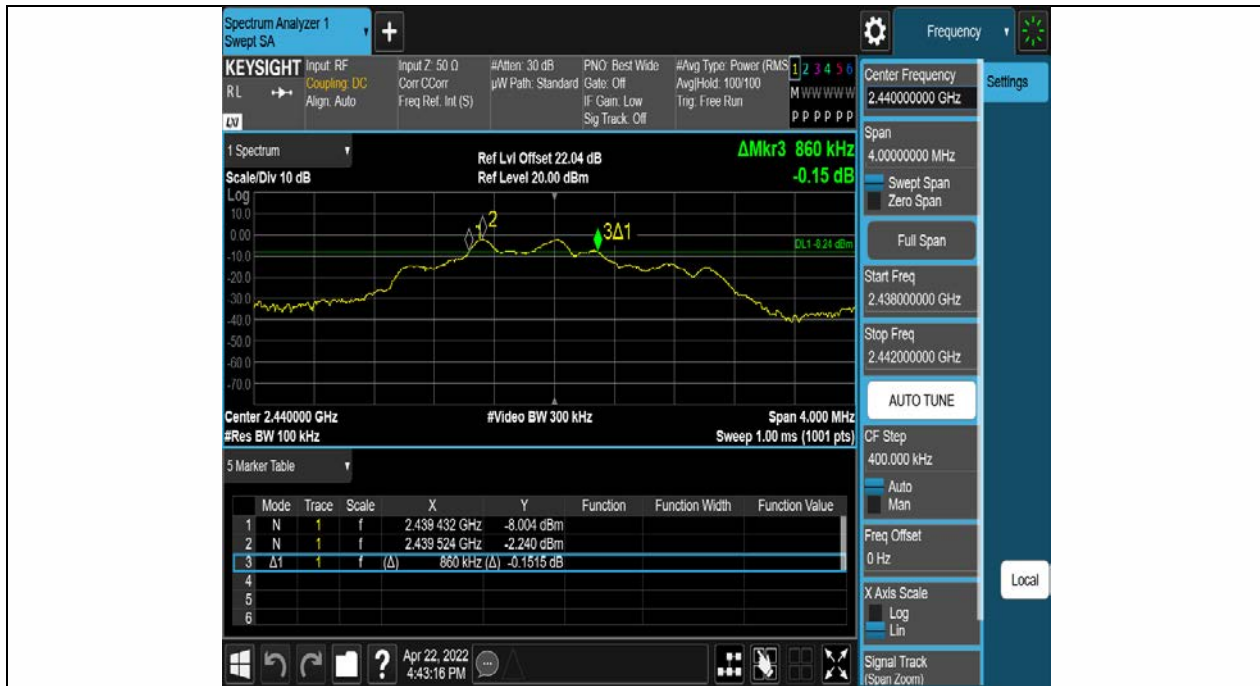 Spectrum Analyzer 1
Swept SA
+
Frequency
KEYSIGHT
RL
LXI
Input: RF
Coupling: DC
Align: Auto
Input Z: 50 Ω
Corr CCorr
Freq Ref: Int (S)
#Atten: 30 dB
µW Path: Standard
PNO: Best Wide
Gate: Off
IF Gain: Low
Sig Track: Off
#Avg Type: Power (RMS
Avg|Hold: 100/100
Trig: Free Run
1 2 3 4 5 6
M W W W W W
P P P P P P
1 Spectrum
Scale/Div 10 dB
Ref Lvl Offset 22.04 dB
Ref Level 20.00 dBm
ΔMkr3 860 kHz
-0.15 dB
Log
10.0
0.00
-10.0
-20.0
-30.0
-40.0
-50.0
-60.0
-70.0
1
2
3Δ1
DL1 -8.24 dBm
Center 2.440000 GHz
#Video BW 300 kHz
Span 4.000 MHz
#Res BW 100 kHz
Sweep 1.00 ms (1001 pts)
5 Marker Table
Mode Trace Scale X Y Function Function Width Function Value
1 N 1 f 2.439 432 GHz -8.004 dBm
2 N 1 f 2.439 524 GHz -2.240 dBm
3 Δ1 1 f (Δ) 860 kHz (Δ) -0.1515 dB
4
5
6
?
Apr 22, 2022
4:43:16 PM
Center Frequency
2.440000000 GHz
Settings
Span
4.00000000 MHz
Swept Span
Zero Span
Full Span
Start Freq
2.438000000 GHz
Stop Freq
2.442000000 GHz
AUTO TUNE
CF Step
400.000 kHz
Auto
Man
Freq Offset
0 Hz
X Axis Scale
Log
Lin
Local
Signal Track
(Span Zoom)